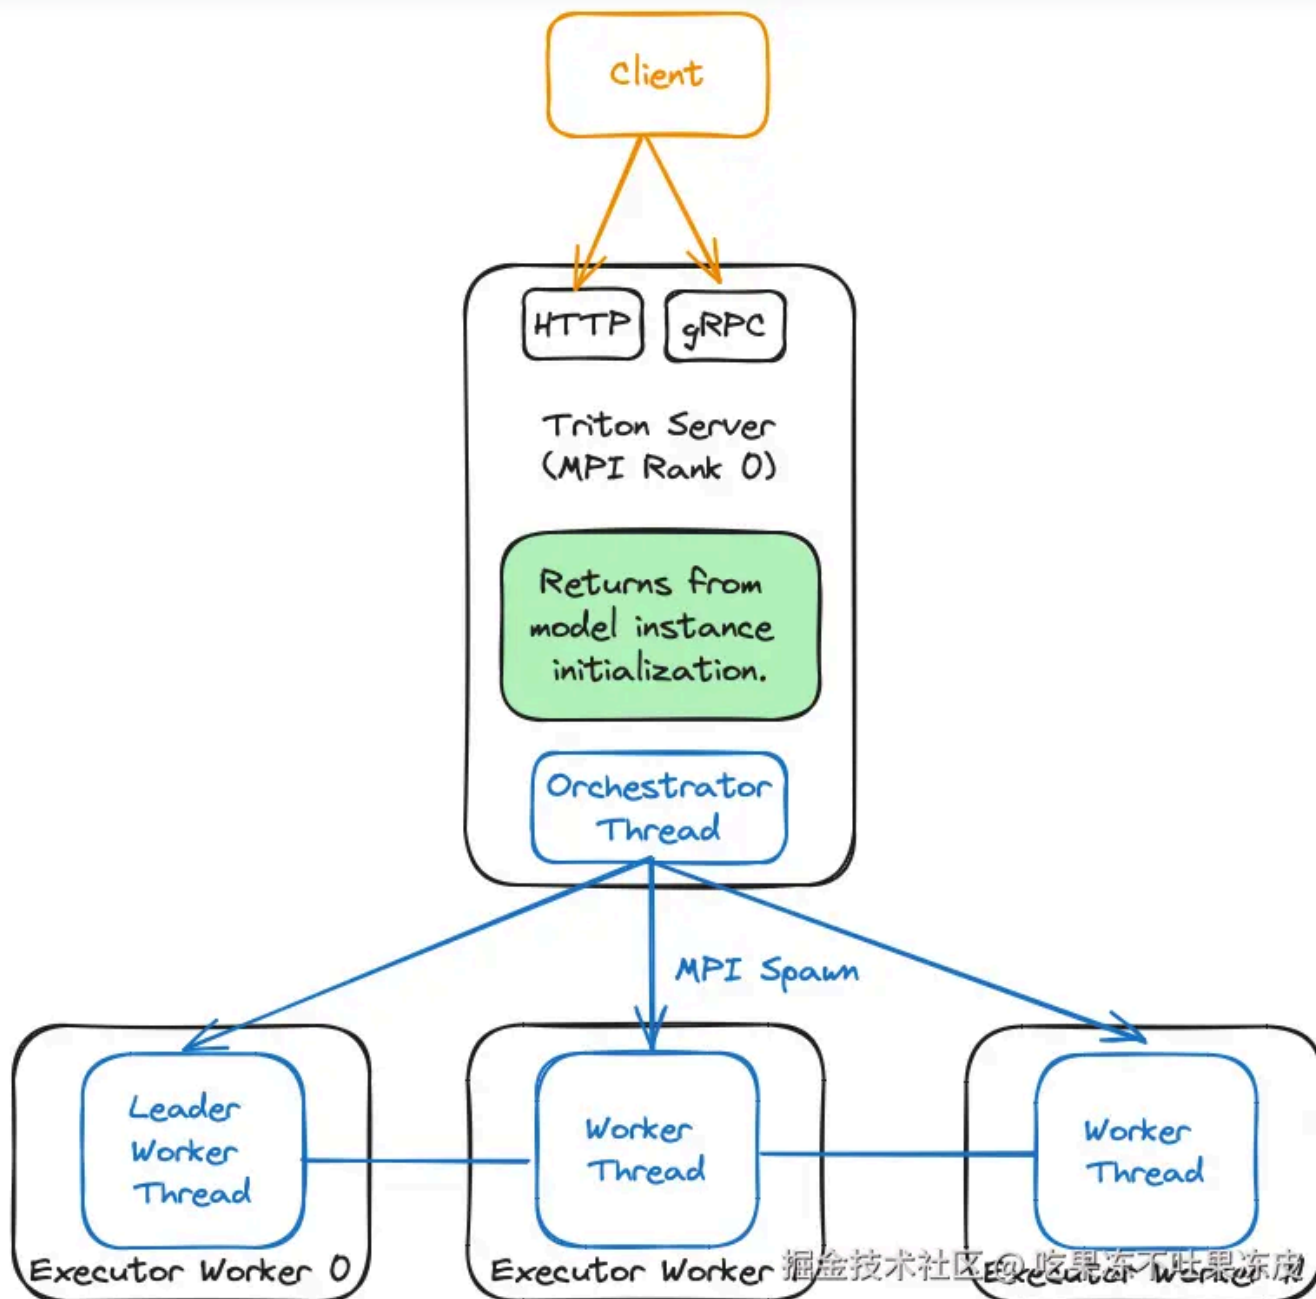 Client
HTTP
gRPC
Triton Server
(MPI Rank 0)
Returns from
model instance
initialization.
Orchestrator
Thread
MPI Spawn
Leader
Worker
Thread
Worker
Thread
Worker
Thread
Executor Worker 0
Executor Worker
Executor Worker
掘金技术社区 @ 吃果冻不吐果冻皮